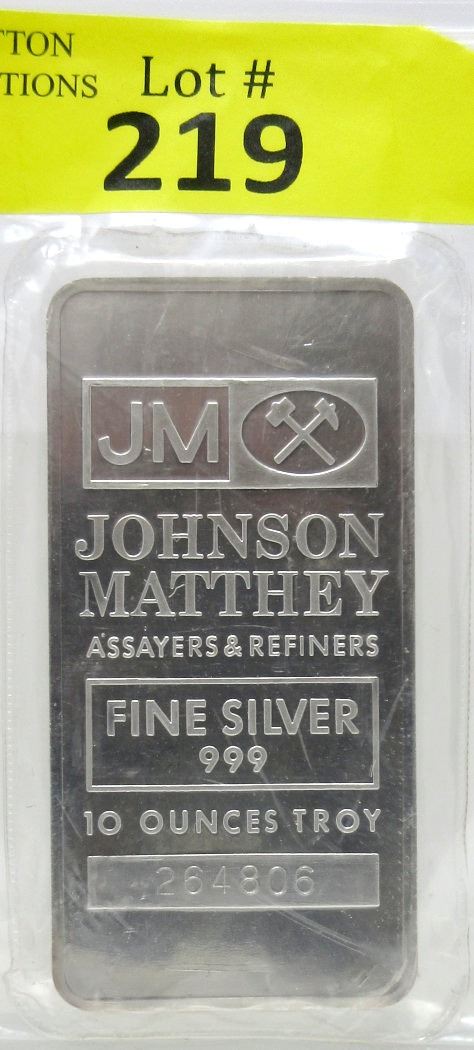 TTON
TIONS Lot #
219
JM
JOHNSON
MATTHEY
ASSAYERS & REFINERS
FINE SILVER
999
10 OUNCES TROY
264806